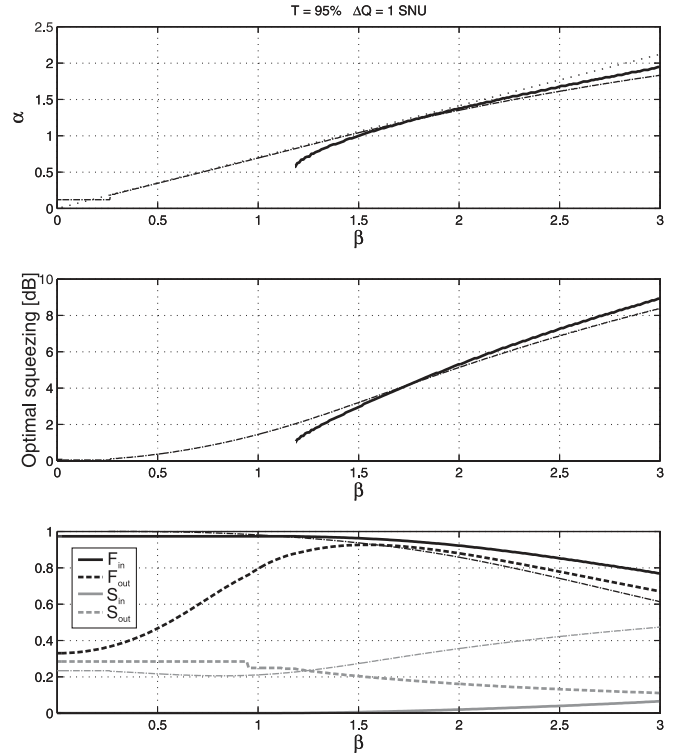 T = 95% ΔQ = 1 SNU
2.5
2
1.5
1
0.5
0
α
0 0.5 1 1.5 2 2.5 3
β
10
8
6
4
2
0
Optimal squeezing [dB]
0 0.5 1 1.5 2 2.5 3
β
1
0.8
0.6
0.4
0.2
0
F_in
F_out
S_in
S_out
0.5 1 1.5 2 2.5 3
β